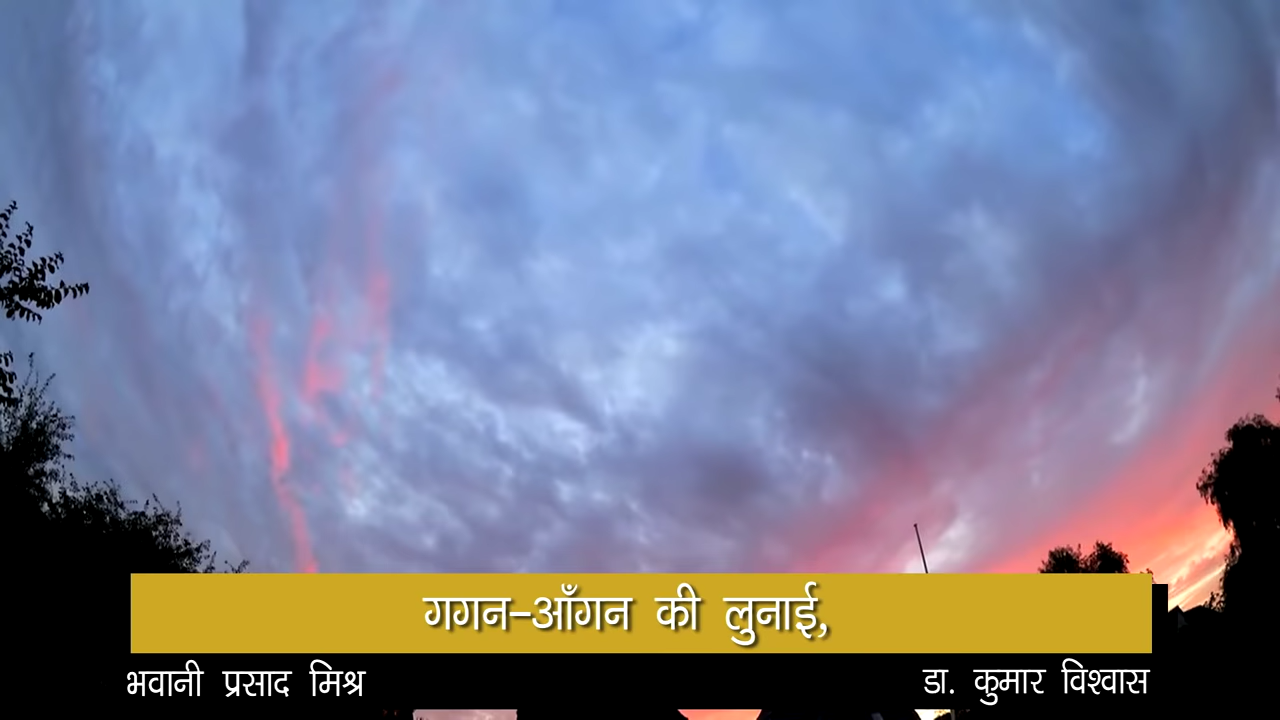 गगन-आँगन की लुनाई,
भवानी प्रसाद मिश्र
डा. कुमार विश्वास